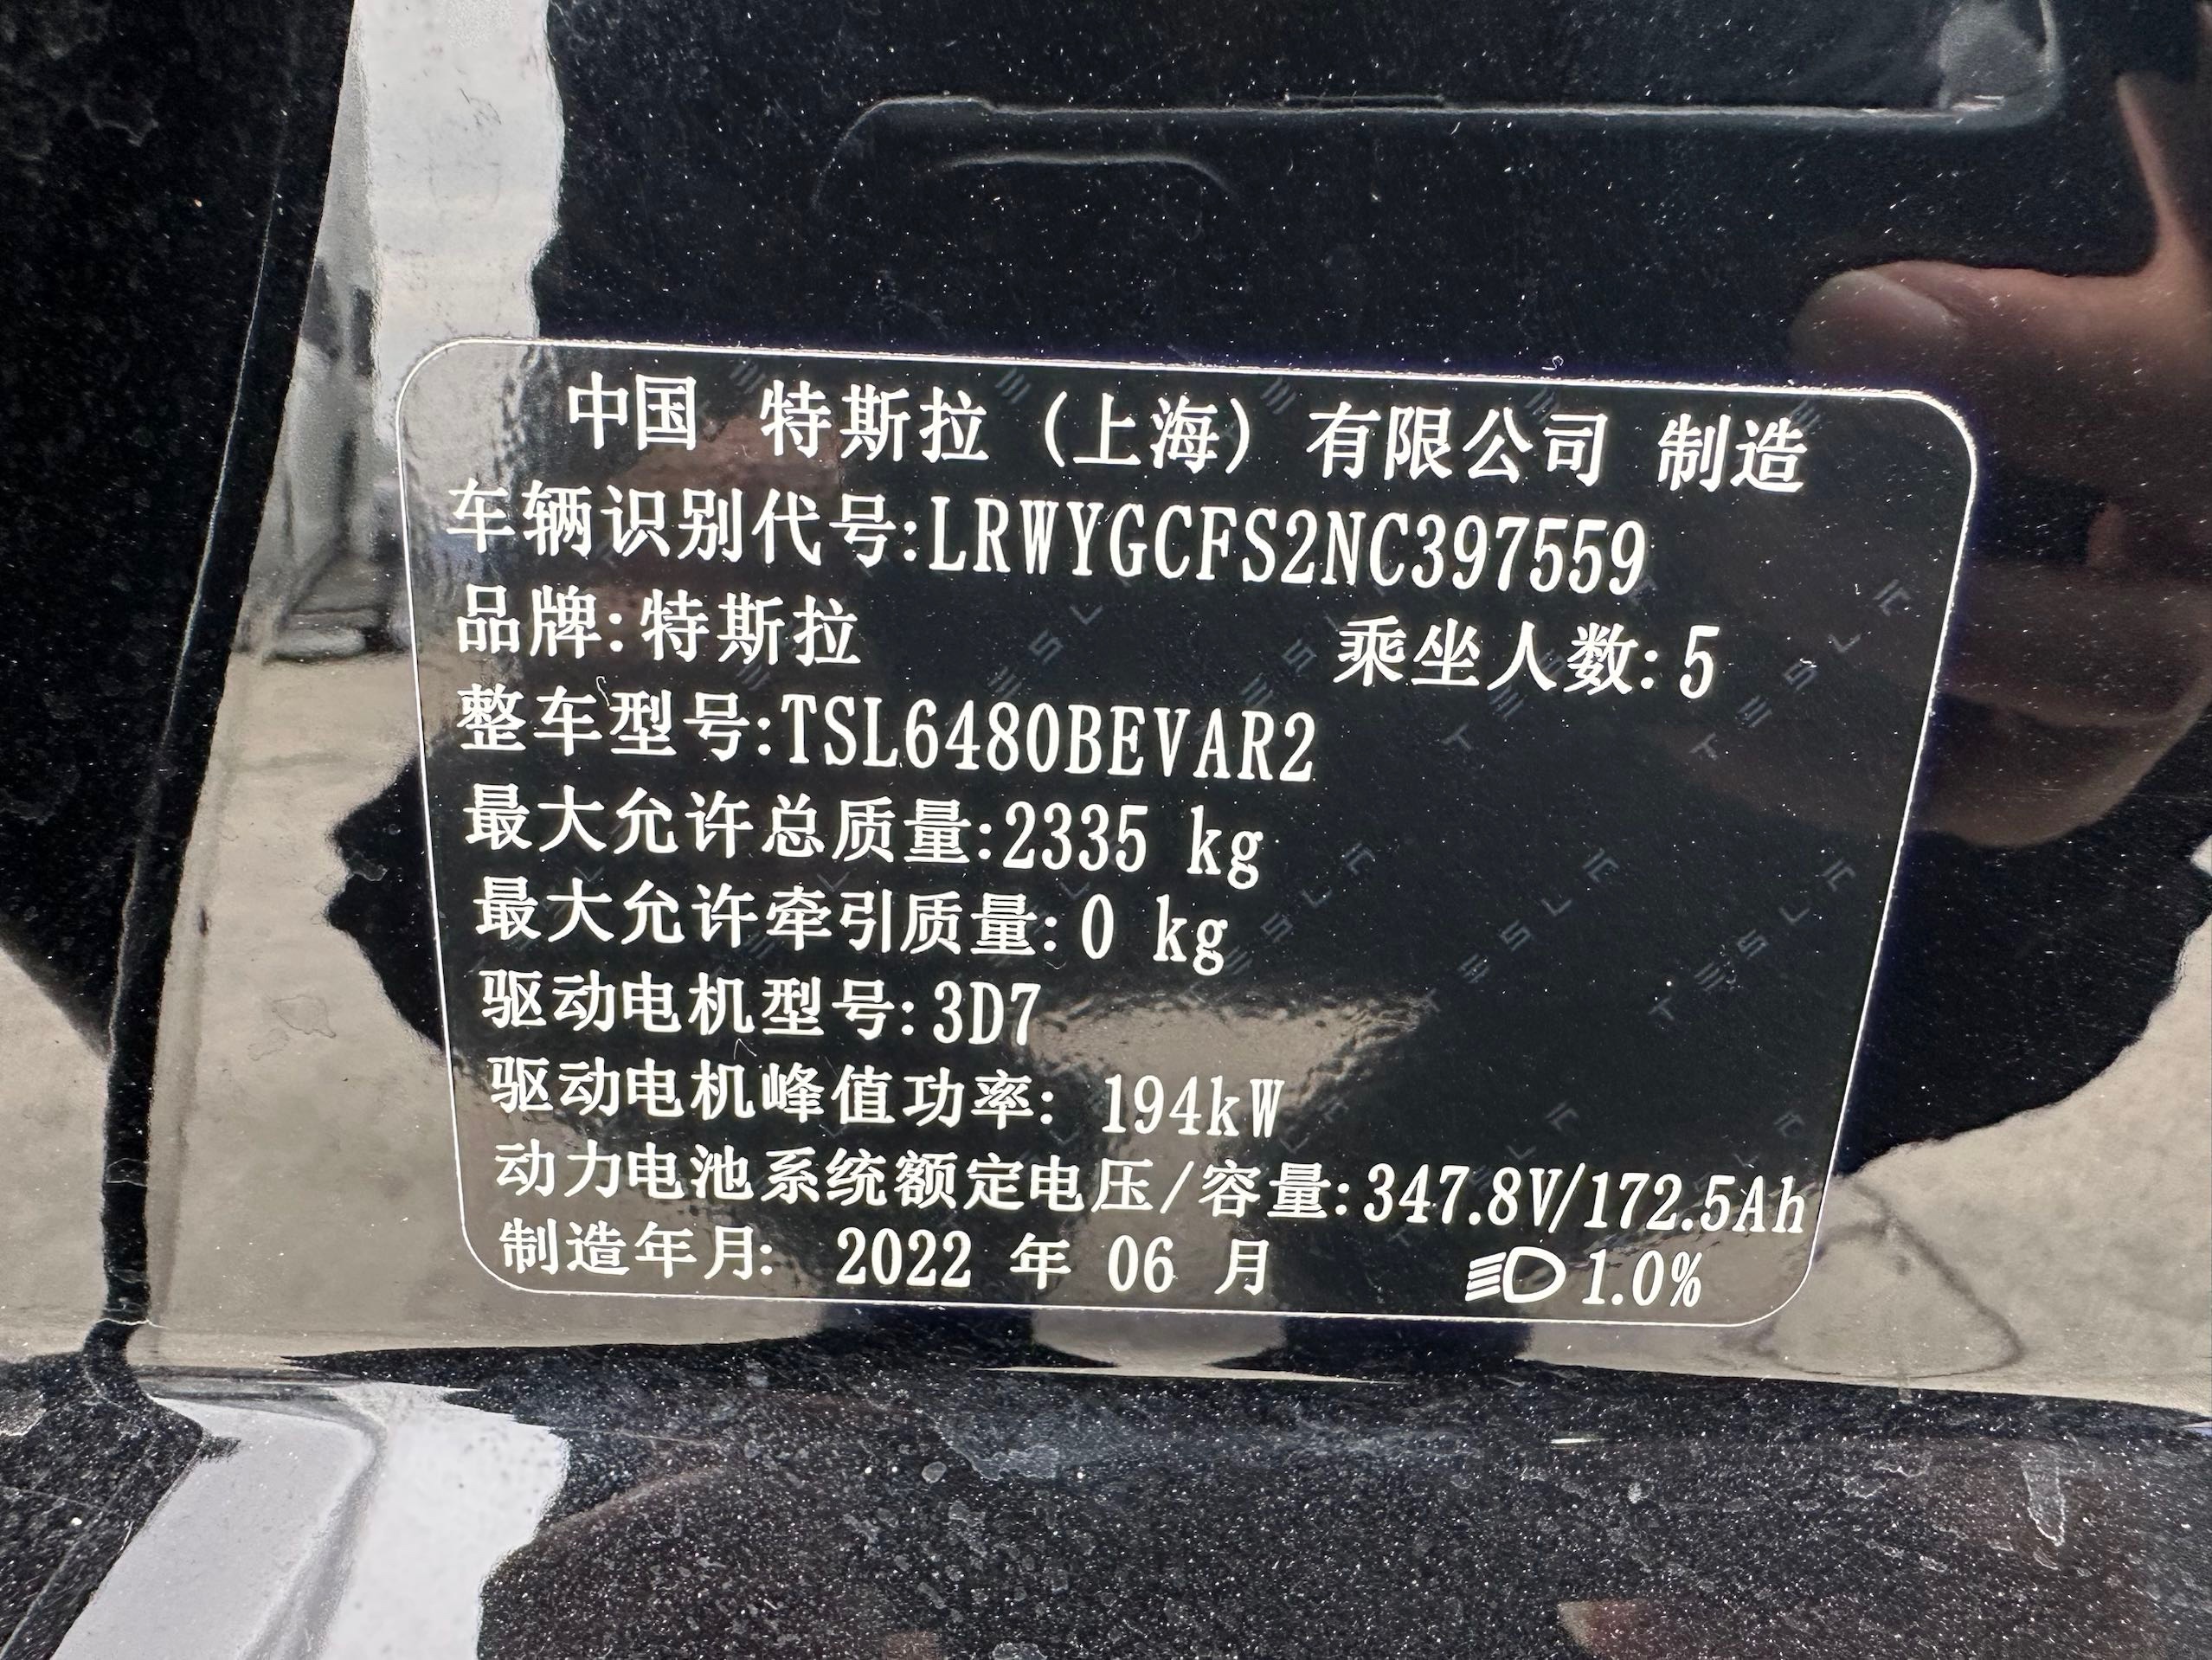 中国 特斯拉（上海）有限公司 制造
车辆识别代号:LRWYGCFS2NC397559
品牌:特斯拉 乘坐人数:5
整车型号:TSL6480BEVAR2
最大允许总质量:2335 kg
最大允许牵引质量:0 kg
驱动电机型号:3D7
驱动电机峰值功率: 194kW
动力电池系统额定电压/容量:347.8V/172.5Ah
制造年月: 2022 年 06 月 1.0%